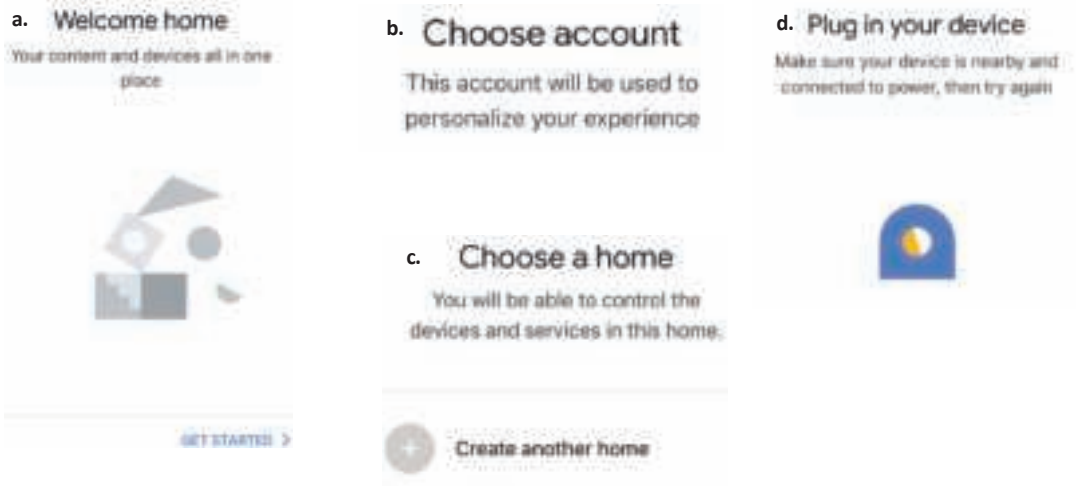 a. Welcome home
Your content and devices all in one
place
GET STARTED >
b. Choose account
This account will be used to
personalize your experience
c. Choose a home
You will be able to control the
devices and services in this home.
Create another home
d. Plug in your device
Make sure your device is nearby and
connected to power, then try again